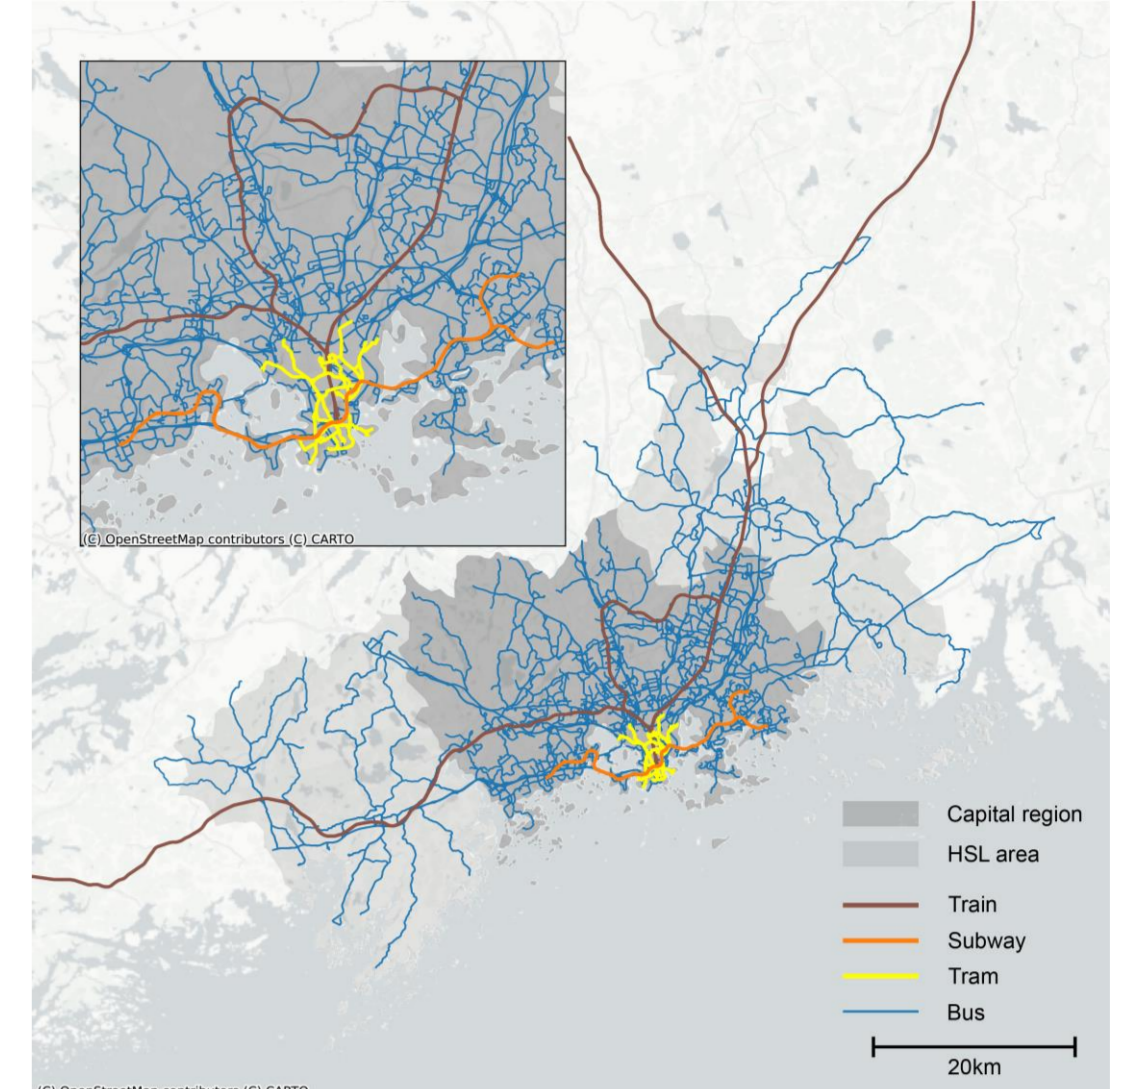 (C) OpenStreetMap contributors (C) CARTO
Capital region
HSL area
Train
Subway
Tram
Bus
20km
(C) OpenStreetMap contributors (C) CARTO